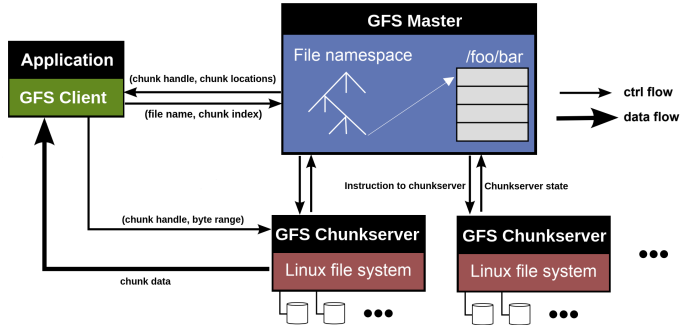 GFS Master
Application
GFS Client
File namespace
/foo/bar
(chunk handle, chunk locations)
(file name, chunk index)
ctrl flow
data flow
Instruction to chunkserver
Chunkserver state
(chunk handle, byte range)
GFS Chunkserver
Linux file system
GFS Chunkserver
Linux file system
chunk data